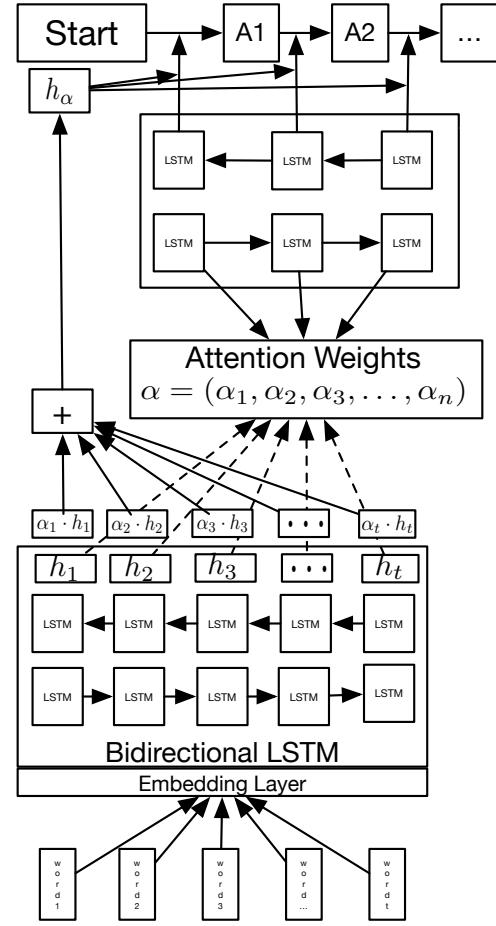 Start A1 A2 ...
h_α
LSTM LSTM LSTM
LSTM LSTM LSTM
Attention Weights
α = (α₁, α₂, α₃, . . . , αₙ)
+
α₁ · h₁ α₂ · h₂ α₃ · h₃ ... αₜ · hₜ
h₁ h₂ h₃ ... hₜ
LSTM LSTM LSTM LSTM LSTM
LSTM LSTM LSTM LSTM LSTM
Bidirectional LSTM
Embedding Layer
word1 word2 word3 word... wordt